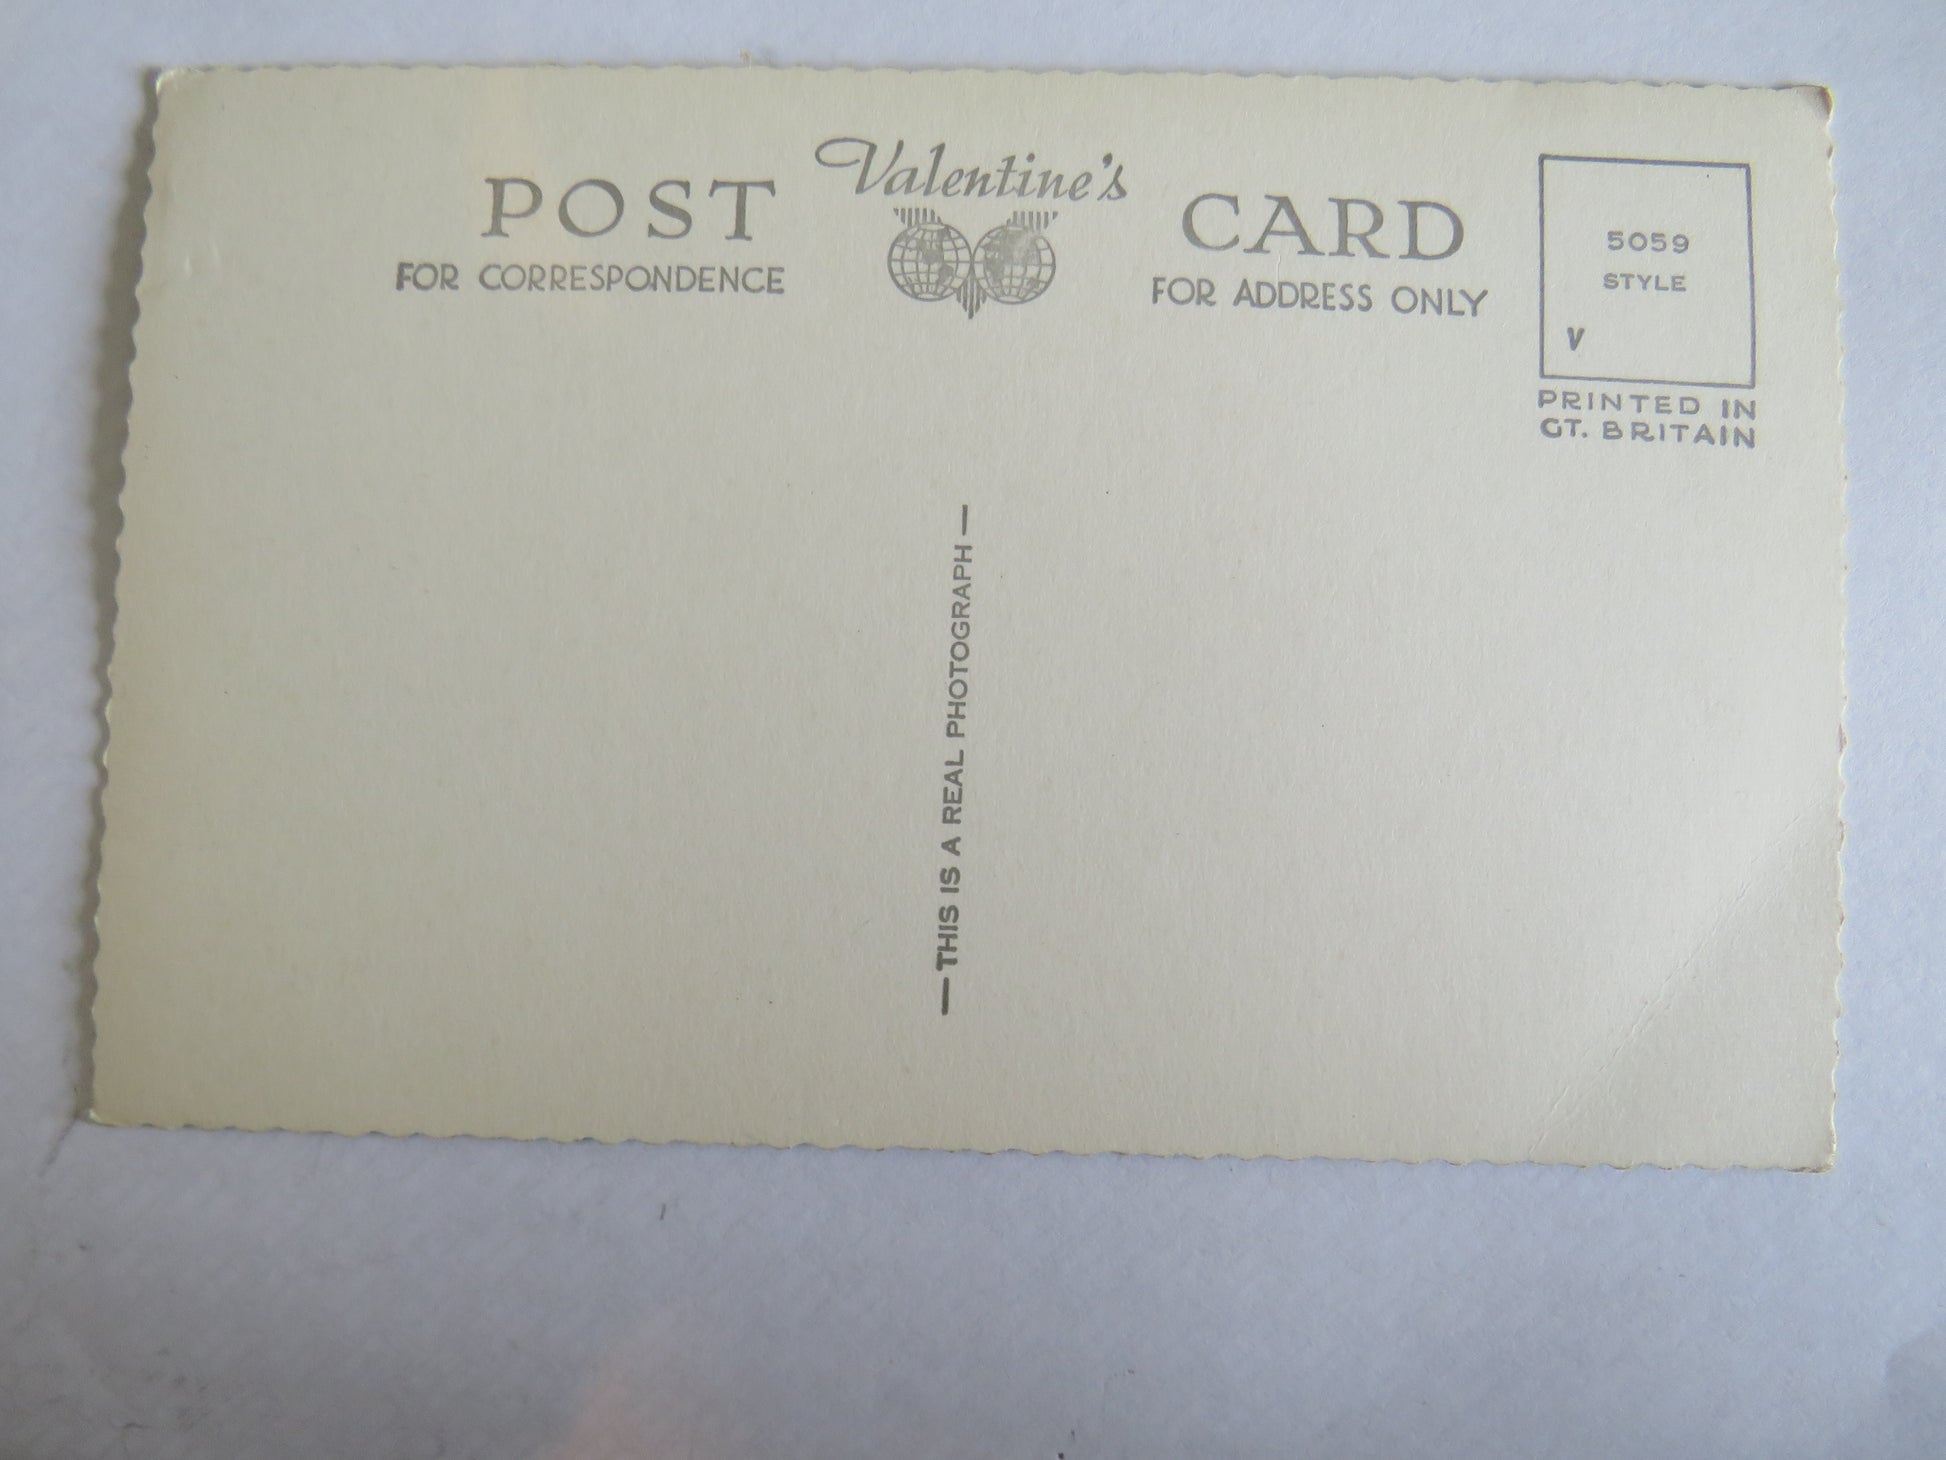 Valentine's
POST CARD
FOR CORRESPONDENCE
FOR ADDRESS ONLY
5059
STYLE
V
PRINTED IN
GT. BRITAIN
—THIS IS A REAL PHOTOGRAPH—